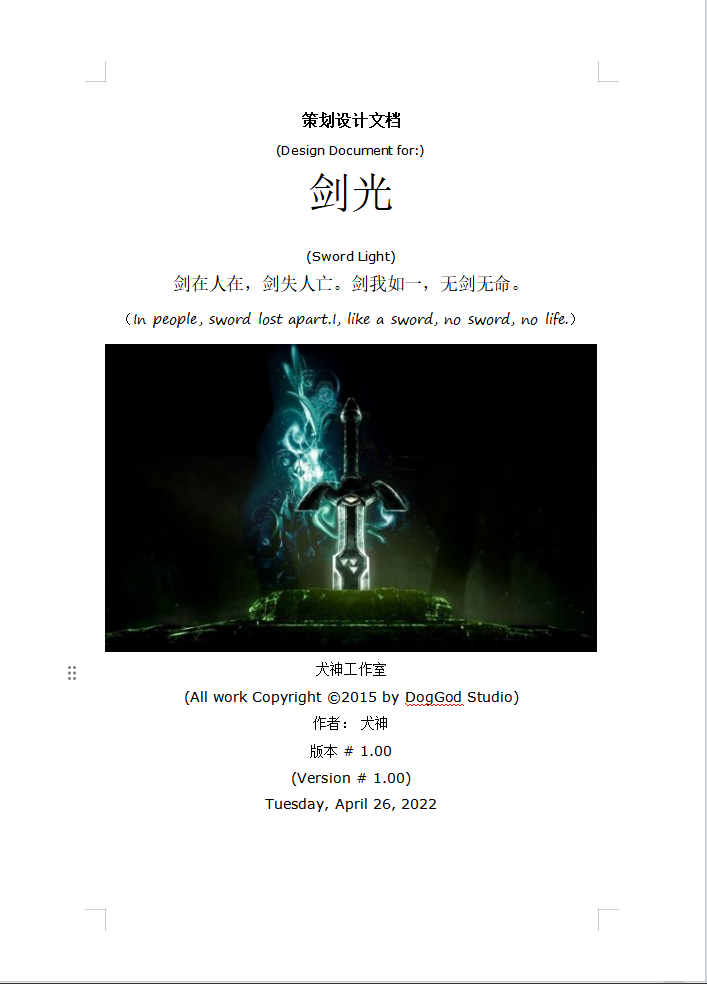 策划设计文档
(Design Document for:)
剑光
(Sword Light)
剑在人在，剑失人亡。剑我如一，无剑无命。
（In people, sword lost apart.I, like a sword, no sword, no life.）
犬神工作室
(All work Copyright ©2015 by DogGod Studio)
作者： 犬神
版本 # 1.00
(Version # 1.00)
Tuesday, April 26, 2022